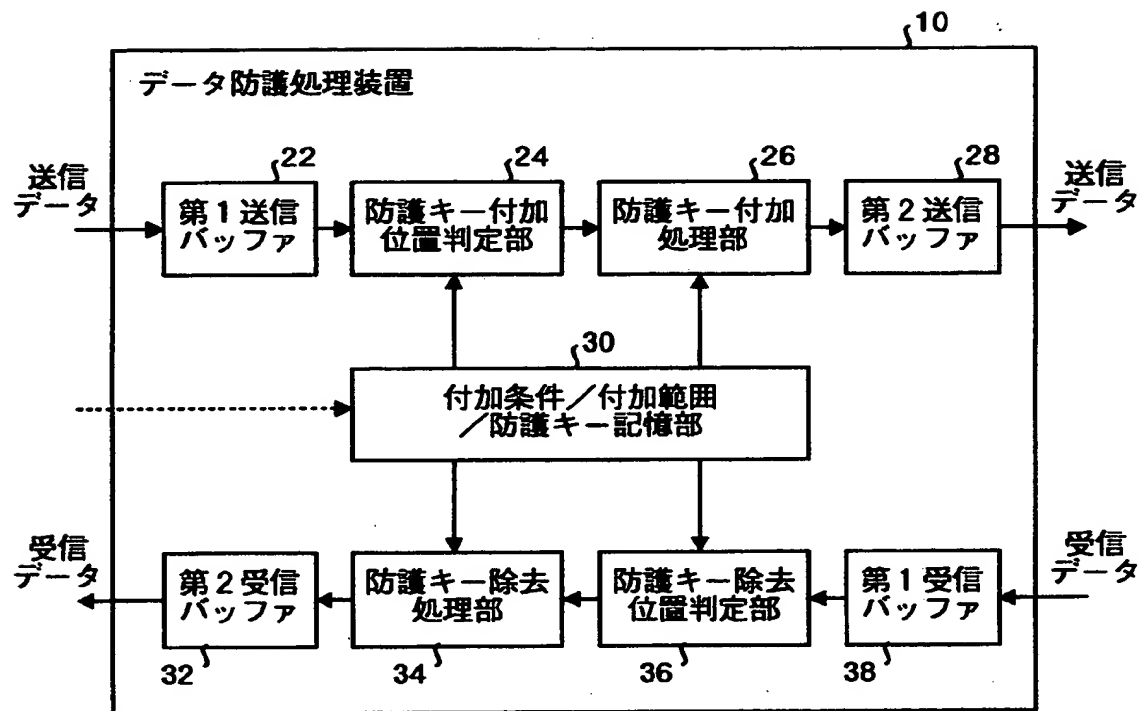 10
データ防護処理装置
22
24
26
28
送信
データ
第1送信
バッファ
防護キー付加
位置判定部
防護キー付加
処理部
第2送信
バッファ
送信
データ
30
付加条件/付加範囲
/防護キー記憶部
受信
データ
第2受信
バッファ
防護キー除去
処理部
防護キー除去
位置判定部
第1受信
バッファ
受信
データ
32
34
36
38